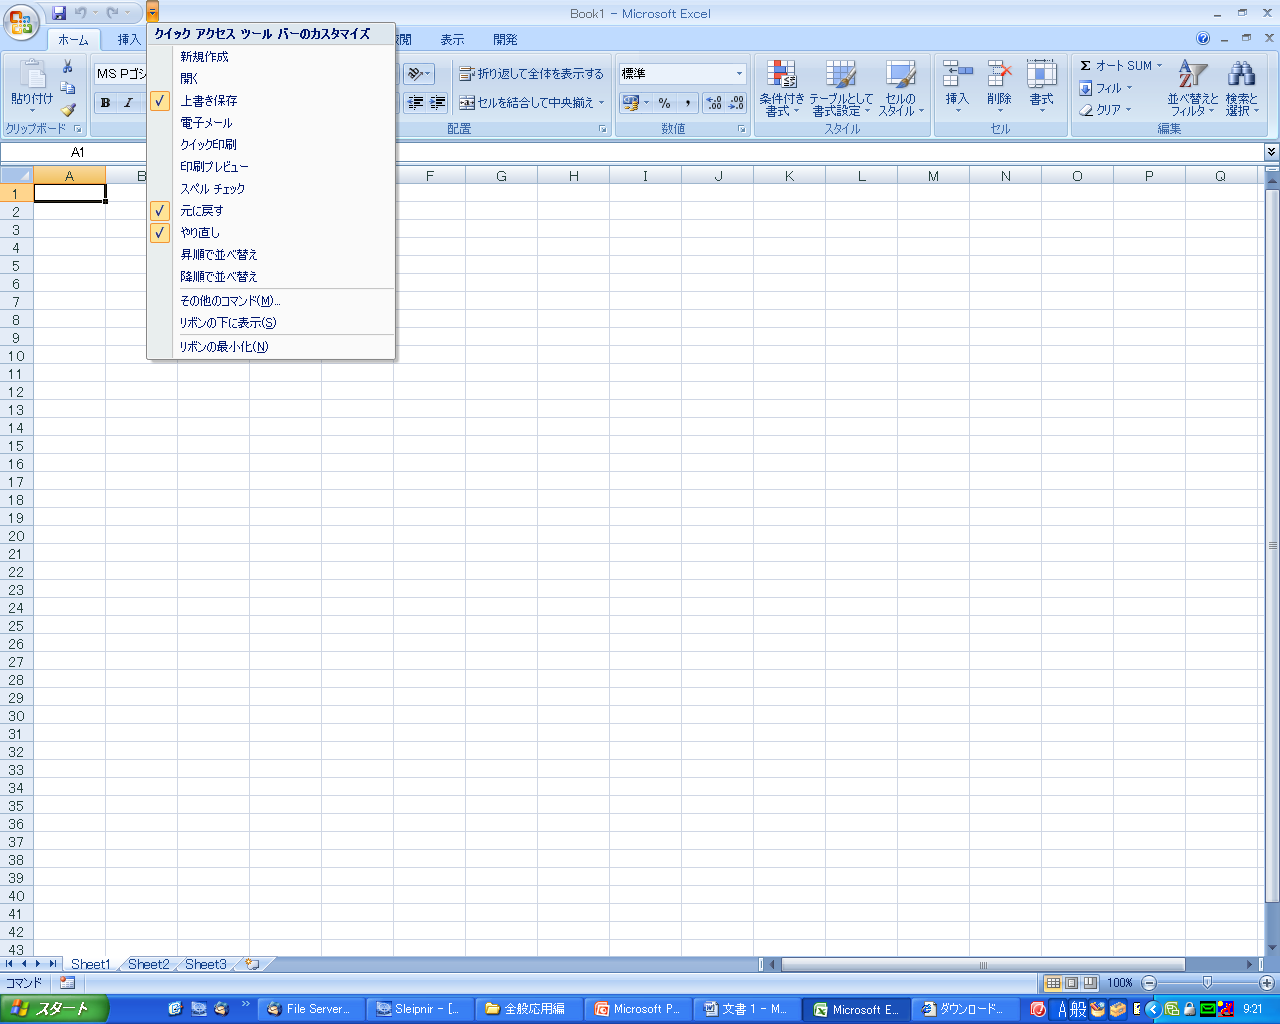 Book1 - Microsoft Excel
ホーム
挿入
表示
開発
クイック アクセス ツール バーのカスタマイズ
新規作成
開く
上書き保存
電子メール
クイック印刷
印刷プレビュー
スペル チェック
元に戻す
やり直し
昇順で並べ替え
降順で並べ替え
その他のコマンド(M)...
リボンの下に表示(S)
リボンの最小化(N)
貼り付け
クリップボード
MS Pゴシ
B I
折り返して全体を表示する
セルを結合して中央揃え
配置
標準
% ,
数値
条件付き書式
テーブルとして書式設定
セルのスタイル
スタイル
挿入
削除
書式
セル
Σ オート SUM
フィル
クリア
並べ替えとフィルタ
検索と選択
編集
A1
A B F G H I J K L M N O P Q
1
2
3
4
5
6
7
8
9
10
11
12
13
14
15
16
17
18
19
20
21
22
23
24
25
26
27
28
29
30
31
32
33
34
35
36
37
38
39
40
41
42
43
Sheet1 Sheet2 Sheet3
コマンド
100%
スタート
File Server...
Sleipnir - [...
全般応用編
Microsoft P...
文書 1 - M...
Microsoft E...
ダウンロード...
A 般
9:21